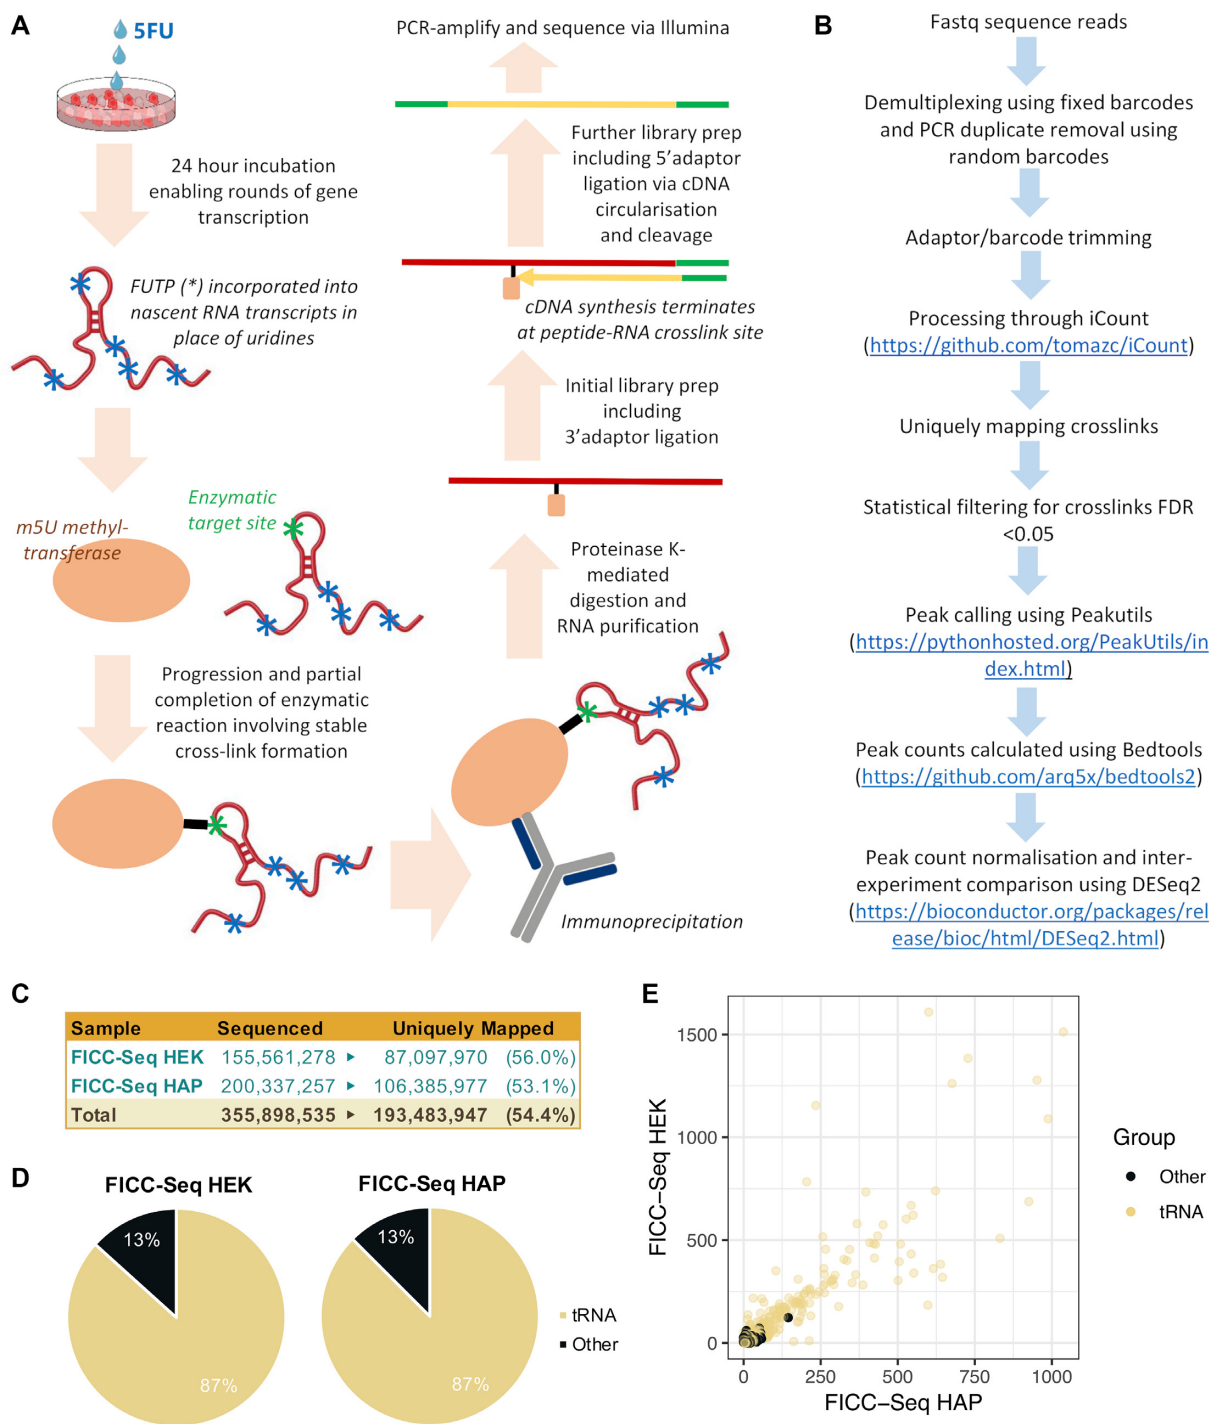 A
5FU
24 hour incubation
enabling rounds of gene
transcription
FUTP (*) incorporated into
nascent RNA transcripts in
place of uridines
m5U methyl-
transferase
Enzymatic
target site
Progression and partial
completion of enzymatic
reaction involving stable
cross-link formation
Immunoprecipitation
Proteinase K-
mediated
digestion and
RNA purification
Initial library prep
including
3'adaptor ligation
cDNA synthesis terminates
at peptide-RNA crosslink site
Further library prep
including 5'adaptor
ligation via cDNA
circularisation
and cleavage
PCR-amplify and sequence via Illumina
B
Fastq sequence reads
Demultiplexing using fixed barcodes
and PCR duplicate removal using
random barcodes
Adaptor/barcode trimming
Processing through iCount
(https://github.com/tomazc/iCount)
Uniquely mapping crosslinks
Statistical filtering for crosslinks FDR
<0.05
Peak calling using Peakutils
(https://pythonhosted.org/PeakUtils/in
dex.html)
Peak counts calculated using Bedtools
(https://github.com/arq5x/bedtools2)
Peak count normalisation and inter-
experiment comparison using DESeq2
(https://bioconductor.org/packages/rel
ease/bioc/html/DESeq2.html)
C
Sample Sequenced Uniquely Mapped
FICC-Seq HEK 155,561,278 ▸ 87,097,970 (56.0%)
FICC-Seq HAP 200,337,257 ▸ 106,385,977 (53.1%)
Total 355,898,535 ▸ 193,483,947 (54.4%)
D
FICC-Seq HEK
13%
87%
FICC-Seq HAP
13%
87%
tRNA
Other
E
FICC−Seq HEK
1500
1000
500
0
0 250 500 750 1000
FICC−Seq HAP
Group
Other
tRNA